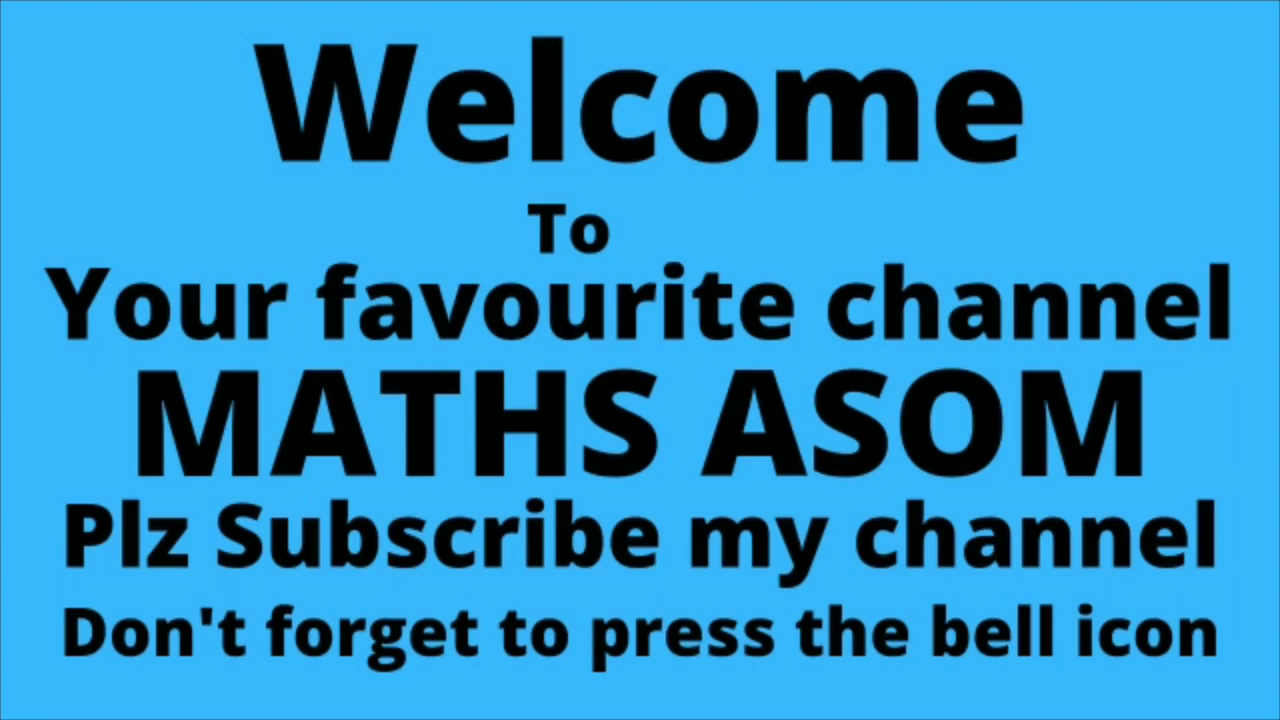 Welcome
To
Your favourite channel
MATHS ASOM
Plz Subscribe my channel
Don't forget to press the bell icon